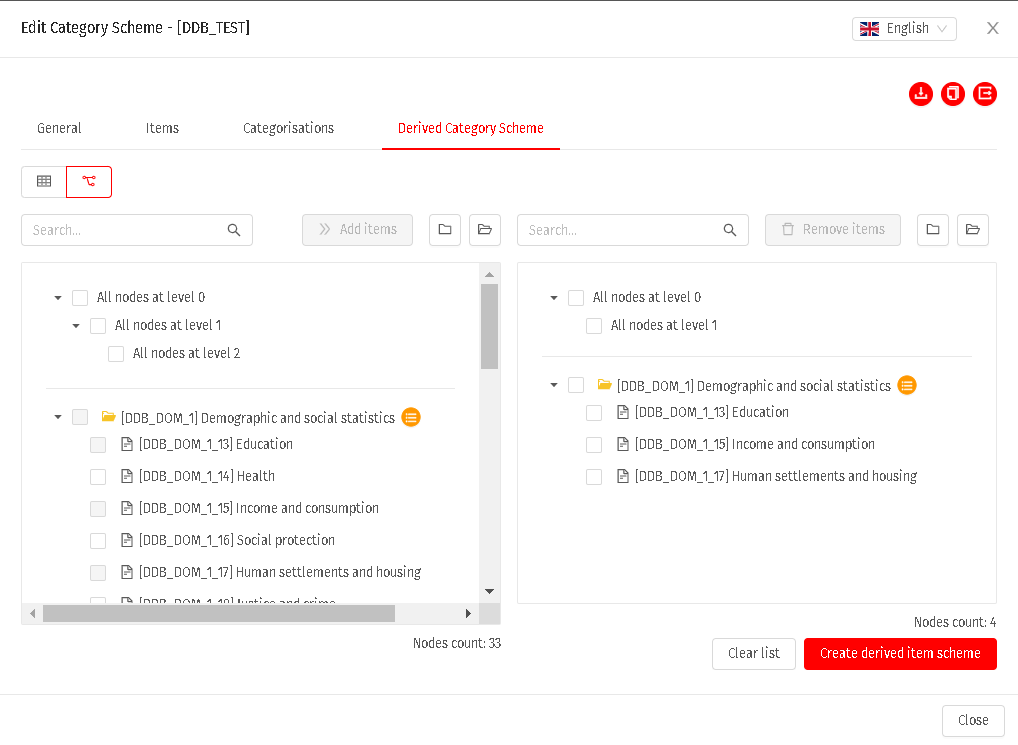 Edit Category Scheme - [DDB_TEST]
English
General
Items
Categorisations
Derived Category Scheme
Search...
Add items
Search...
Remove items
All nodes at level 0
All nodes at level 1
All nodes at level 2
[DDB_DOM_1] Demographic and social statistics
[DDB_DOM_1_13] Education
[DDB_DOM_1_14] Health
[DDB_DOM_1_15] Income and consumption
[DDB_DOM_1_16] Social protection
[DDB_DOM_1_17] Human settlements and housing
[DDB_DOM_1_18] Justice and crime
Nodes count: 33
All nodes at level 0
All nodes at level 1
[DDB_DOM_1] Demographic and social statistics
[DDB_DOM_1_13] Education
[DDB_DOM_1_15] Income and consumption
[DDB_DOM_1_17] Human settlements and housing
Nodes count: 4
Clear list
Create derived item scheme
Close